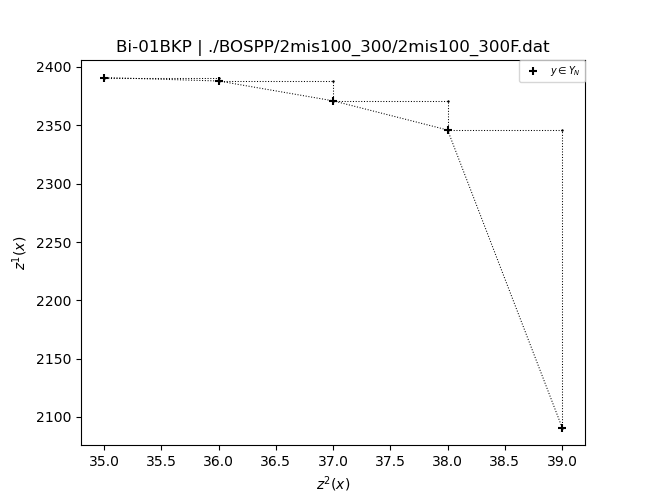 Bi-01BKP | ./BOSPP/2mis100_300/2mis100_300F.dat
2400
2350
2300
2250
2200
2150
2100
z¹(x)
y ∈ Y_N
35.0 35.5 36.0 36.5 37.0 37.5 38.0 38.5 39.0
z²(x)